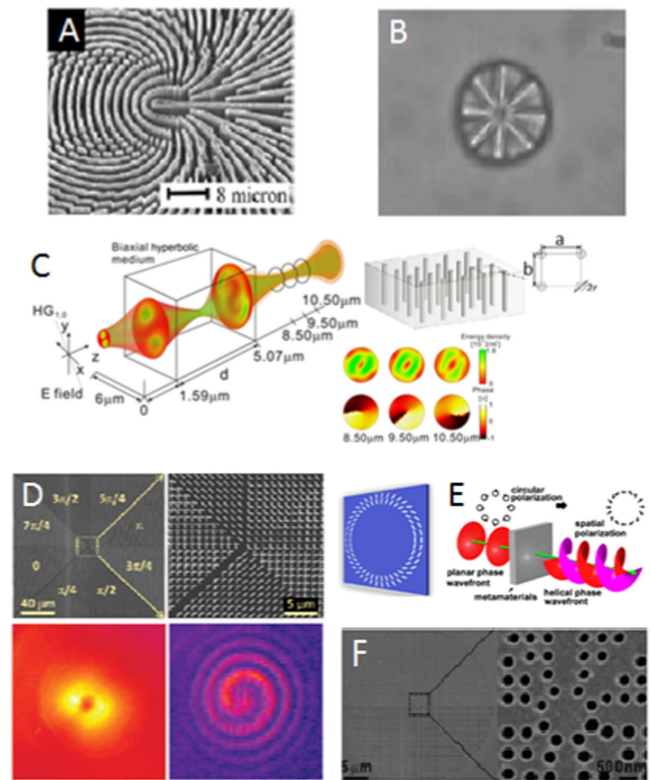 A
8 micron
B
C
Biaxial hyperbolic
medium
HG1,0
y
z
x
E field
6μm
0
1.59μm
d
5.07μm
8.50μm
9.50μm
10.50μm
a
b
2r
Energy density
Phase
[π]
1
0
-1
8.50μm 9.50μm 10.50μm
D
3π/2 5π/4
7π/4 π
0 3π/4
π/4 π/2
40 μm
5 μm
E
circular
polarization
spatial
polarization
planar phase
wavefront
metamaterials
helical phase
wavefront
F
5μm
500nm